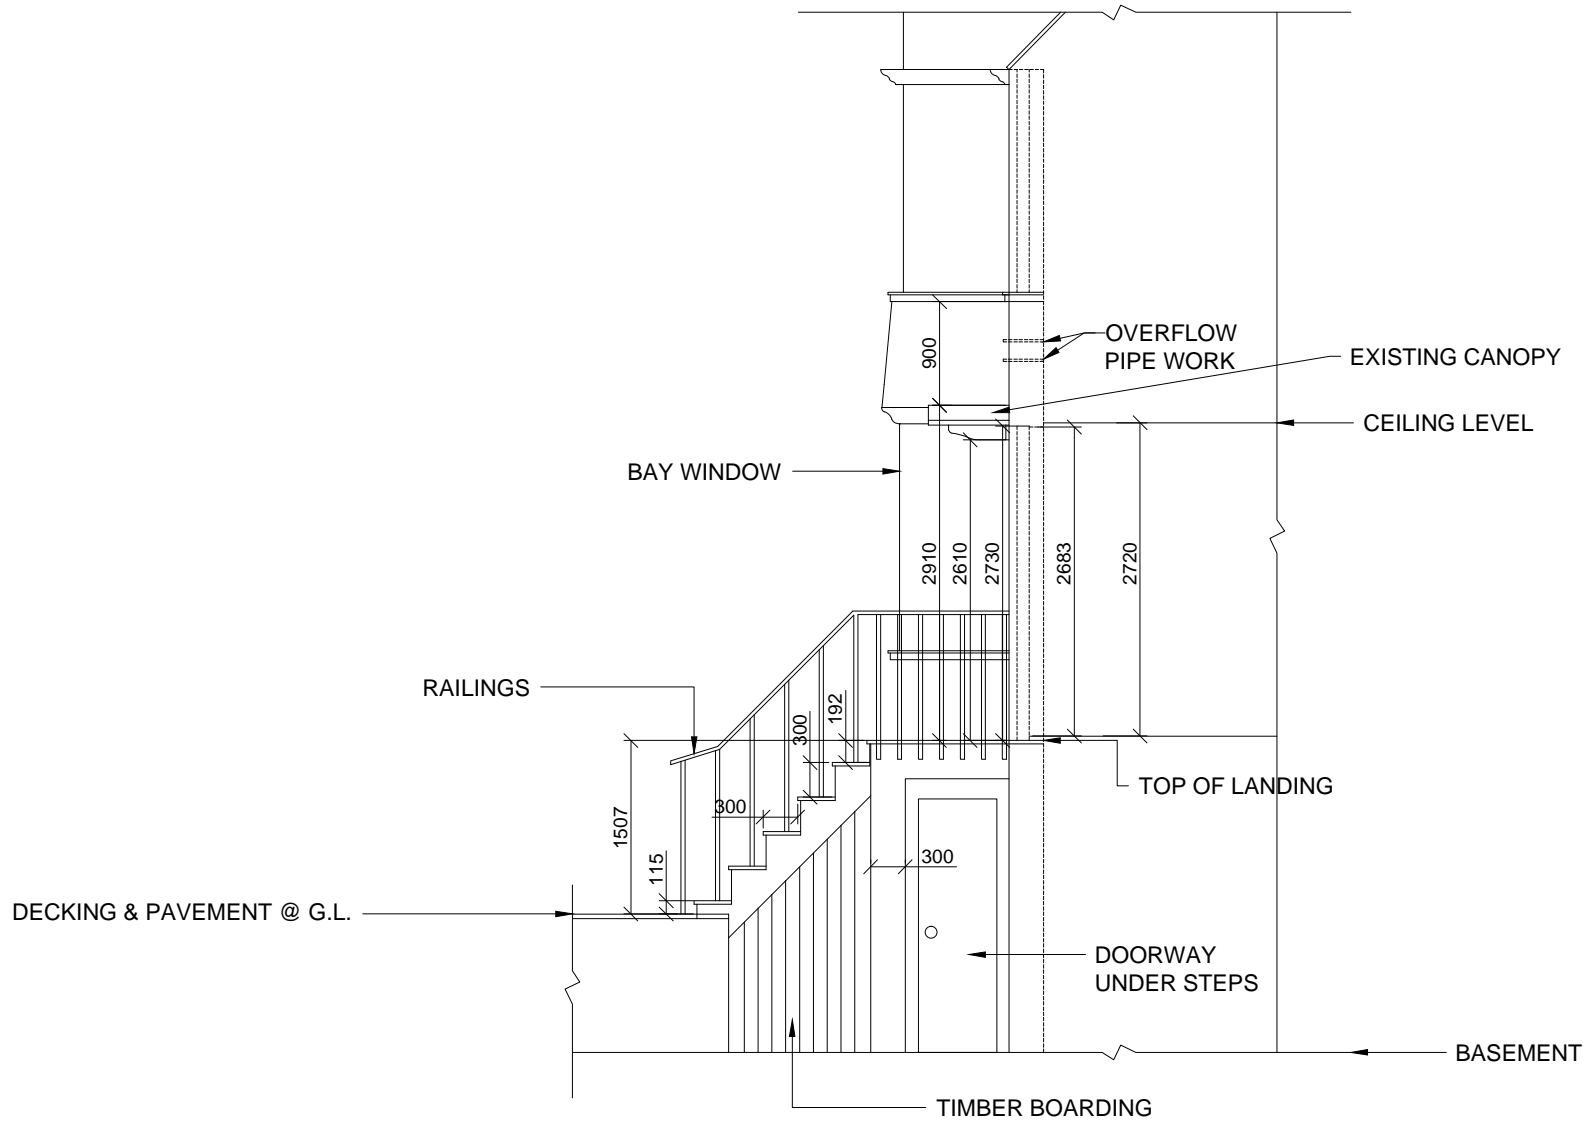 OVERFLOW
PIPE WORK
900
EXISTING CANOPY
CEILING LEVEL
BAY WINDOW
2910
2610
2730
2683
2720
RAILINGS
192
300
TOP OF LANDING
300
1507
115
300
DECKING & PAVEMENT @ G.L.
DOORWAY
UNDER STEPS
BASEMENT
TIMBER BOARDING